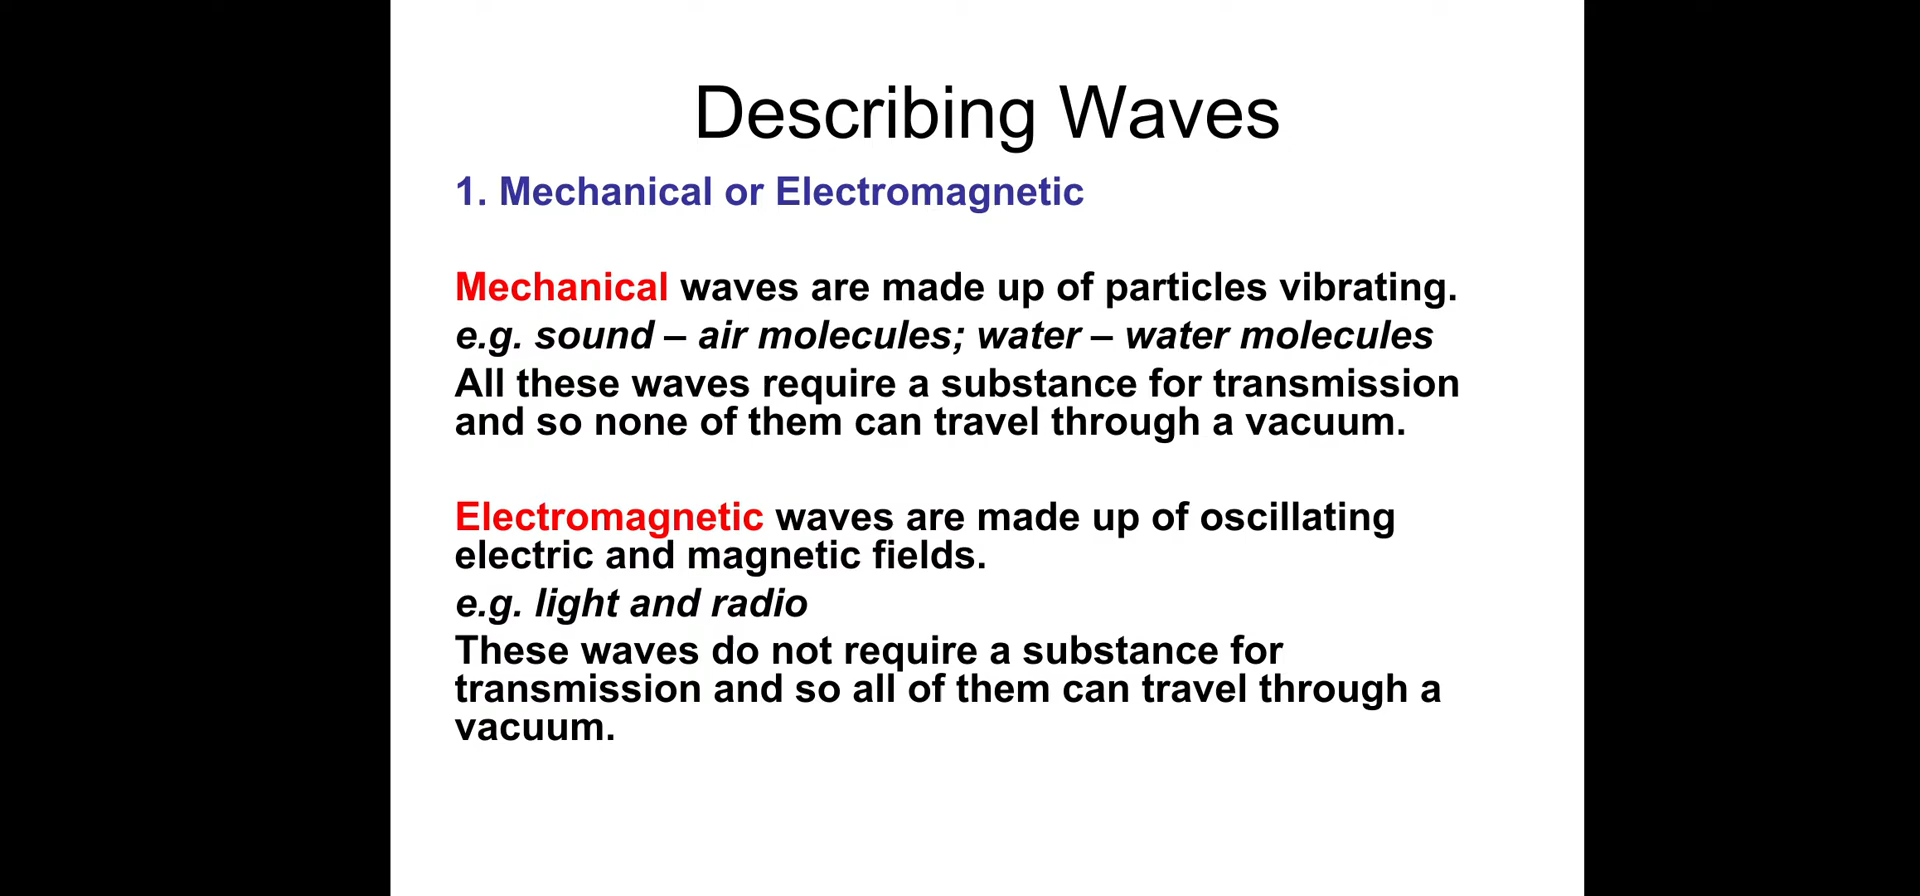 Describing Waves
1. Mechanical or Electromagnetic
Mechanical waves are made up of particles vibrating.
e.g. sound – air molecules; water – water molecules
All these waves require a substance for transmission
and so none of them can travel through a vacuum.
Electromagnetic waves are made up of oscillating
electric and magnetic fields.
e.g. light and radio
These waves do not require a substance for
transmission and so all of them can travel through a
vacuum.